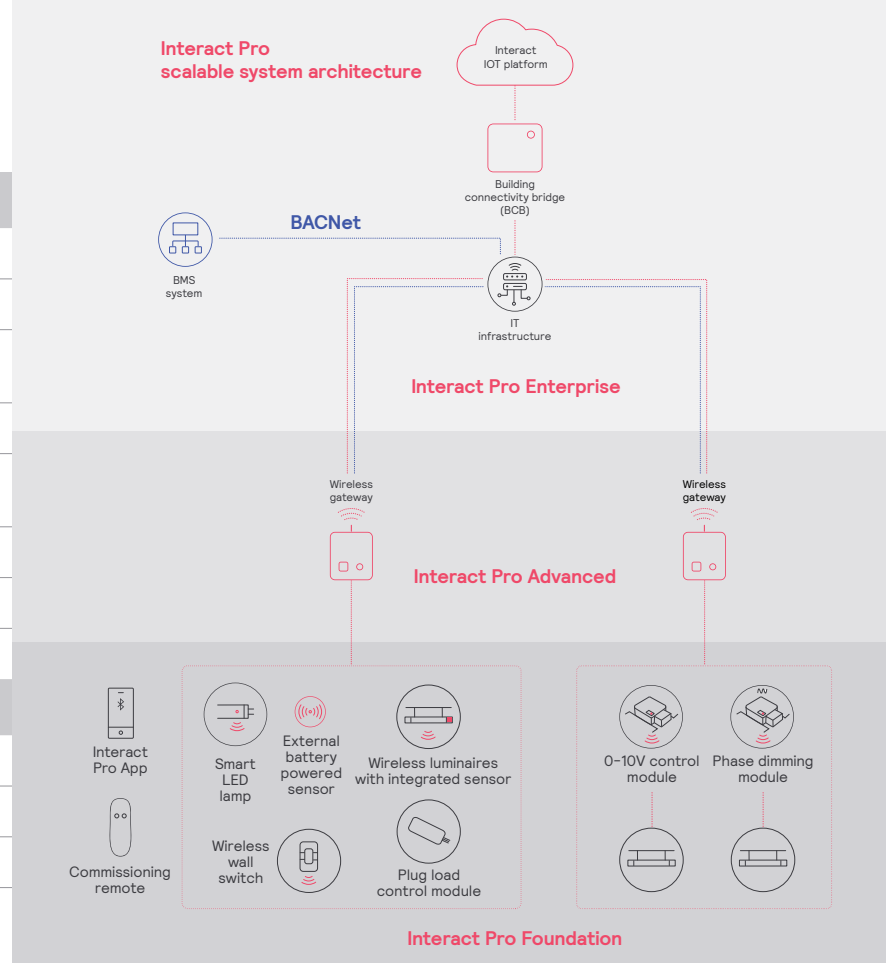 Interact Pro
scalable system architecture
Interact
IOT platform
Building
connectivity bridge
(BCB)
BACNet
BMS
system
IT
infrastructure
Interact Pro Enterprise
Wireless
gateway
Wireless
gateway
Interact Pro Advanced
Interact
Pro App
Commissioning
remote
Smart
LED
lamp
External
battery
powered
sensor
Wireless luminaires
with integrated sensor
Wireless
wall
switch
Plug load
control module
0-10V control
module
Phase dimming
module
Interact Pro Foundation